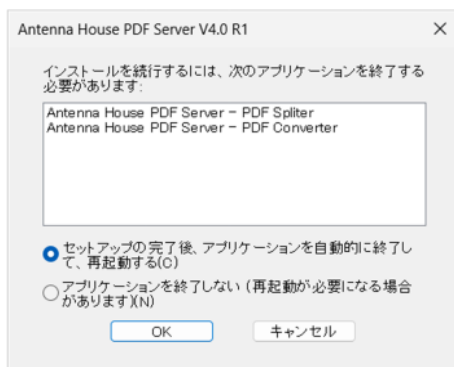 Antenna House PDF Server V4.0 R1
インストールを続行するには、次のアプリケーションを終了する
必要があります:
Antenna House PDF Server – PDF Spliter
Antenna House PDF Server – PDF Converter
セットアップの完了後、アプリケーションを自動的に終了し
て、再起動する(C)
アプリケーションを終了しない (再起動が必要になる場合
があります)(N)
OK
キャンセル